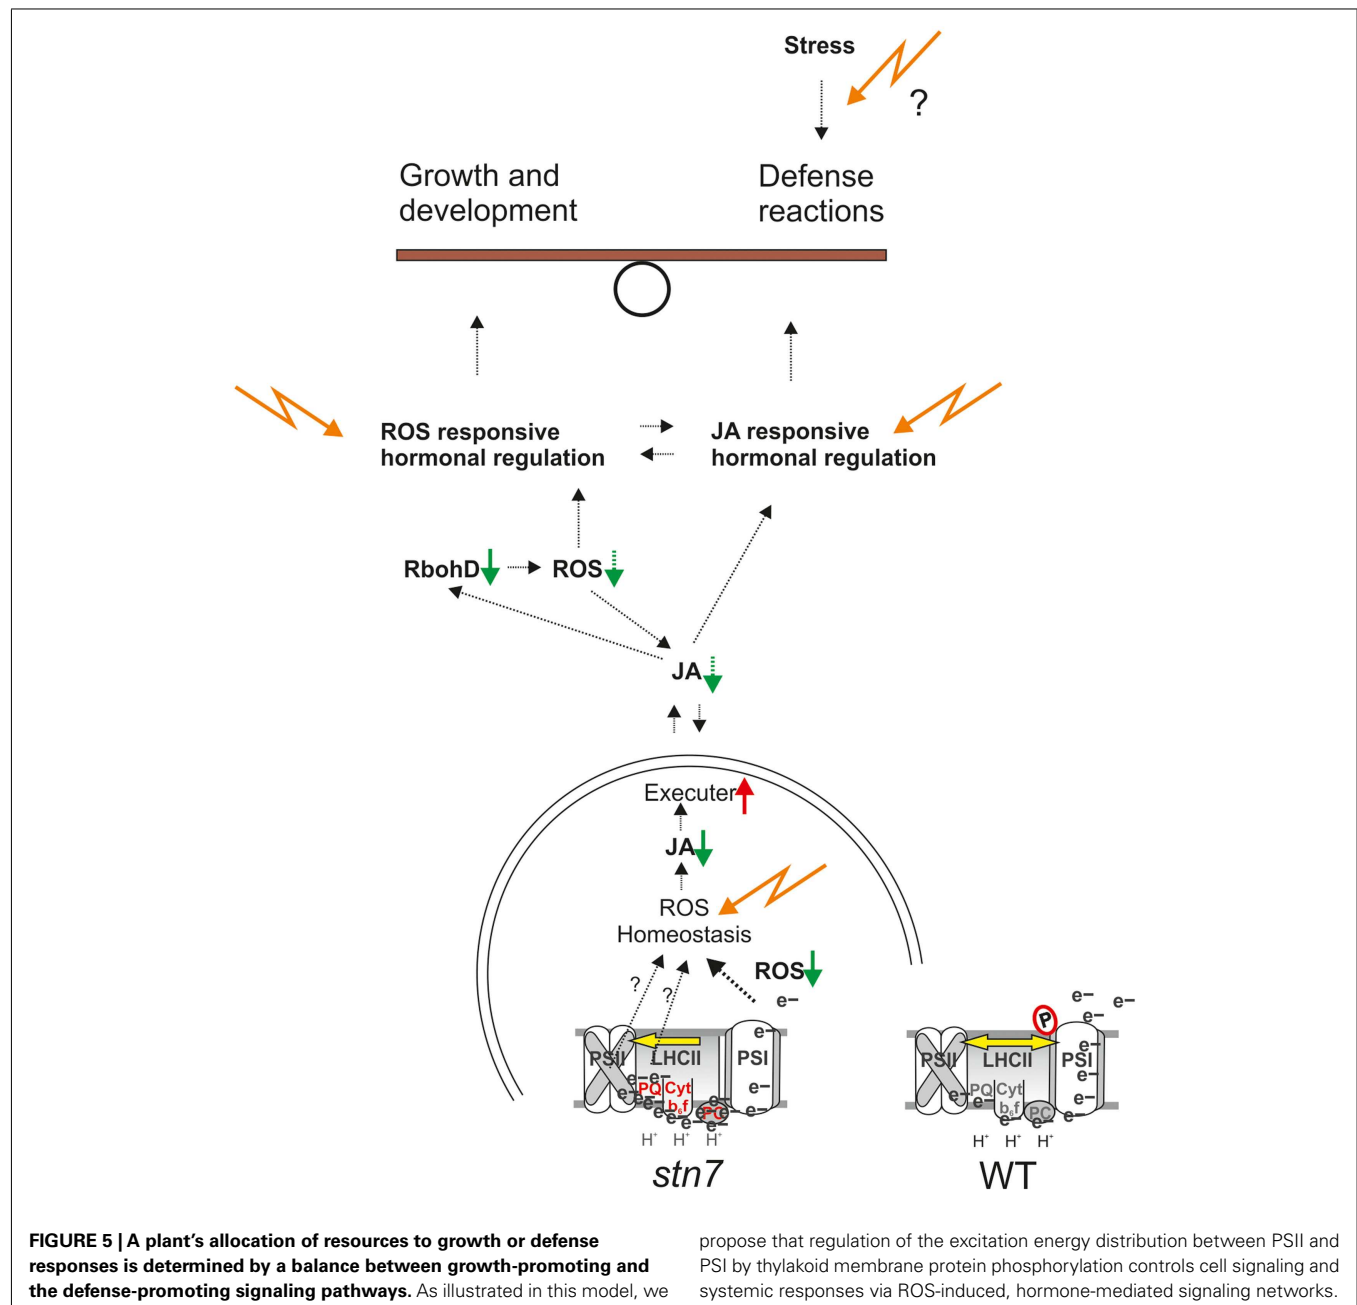 Stress
?
Growth and
development
Defense
reactions
ROS responsive
hormonal regulation
JA responsive
hormonal regulation
RbohD
ROS
JA
Executer
JA
ROS
Homeostasis
ROS
?
?
e–
e–
PSII
LHCII
PSI
e– e–
e–
e–
PQ
Cyt
b6f
e–
e–
e–
e–
e–
e–
e–
PC
e–
H+ H+ H+
stn7
e–
e–
e–
P
e–
PSII
LHCII
PSI
e–
PQ
Cyt
b6f
e–
e–
PC
e–
e–
e–
H+ H+ H+
WT
FIGURE 5 | A plant’s allocation of resources to growth or defense
responses is determined by a balance between growth-promoting and
the defense-promoting signaling pathways. As illustrated in this model, we
propose that regulation of the excitation energy distribution between PSII and
PSI by thylakoid membrane protein phosphorylation controls cell signaling and
systemic responses via ROS-induced, hormone-mediated signaling networks.